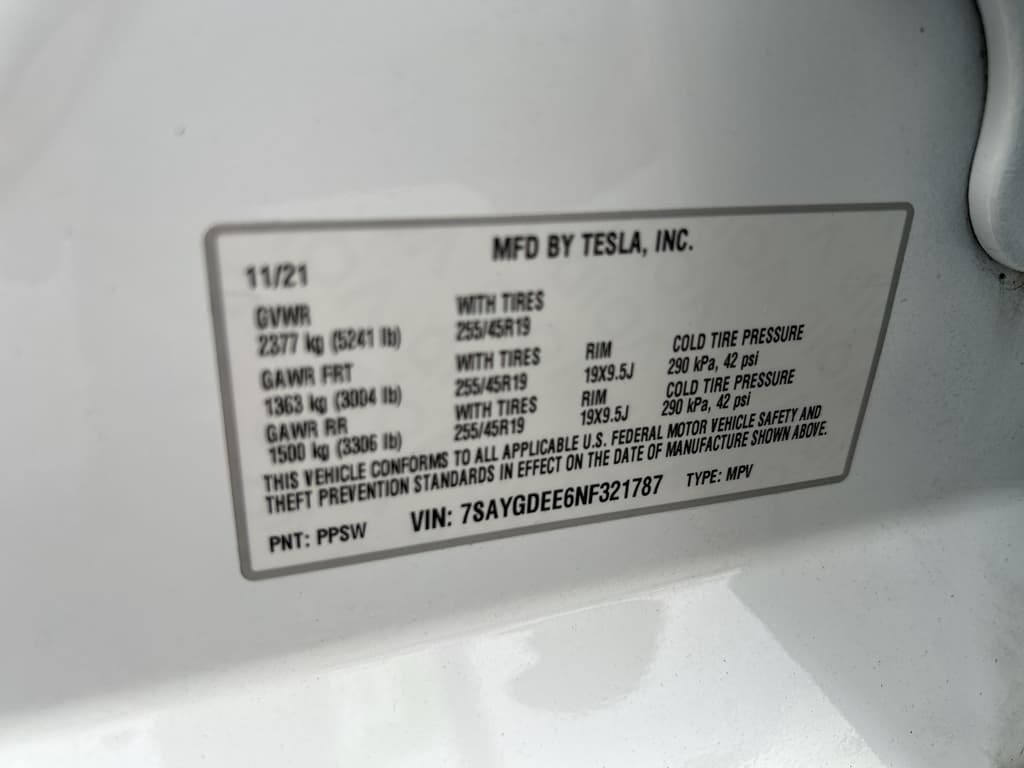 MFD BY TESLA, INC.
11/21
GVWR WITH TIRES
2377 kg (5241 lb) 255/45R19
GAWR FRT WITH TIRES RIM COLD TIRE PRESSURE
1363 kg (3004 lb) 255/45R19 19X9.5J 290 kPa, 42 psi
GAWR RR WITH TIRES RIM COLD TIRE PRESSURE
1500 kg (3306 lb) 255/45R19 19X9.5J 290 kPa, 42 psi
THIS VEHICLE CONFORMS TO ALL APPLICABLE U.S. FEDERAL MOTOR VEHICLE SAFETY AND
THEFT PREVENTION STANDARDS IN EFFECT ON THE DATE OF MANUFACTURE SHOWN ABOVE.
PNT: PPSW VIN: 7SAYGDEE6NF321787 TYPE: MPV